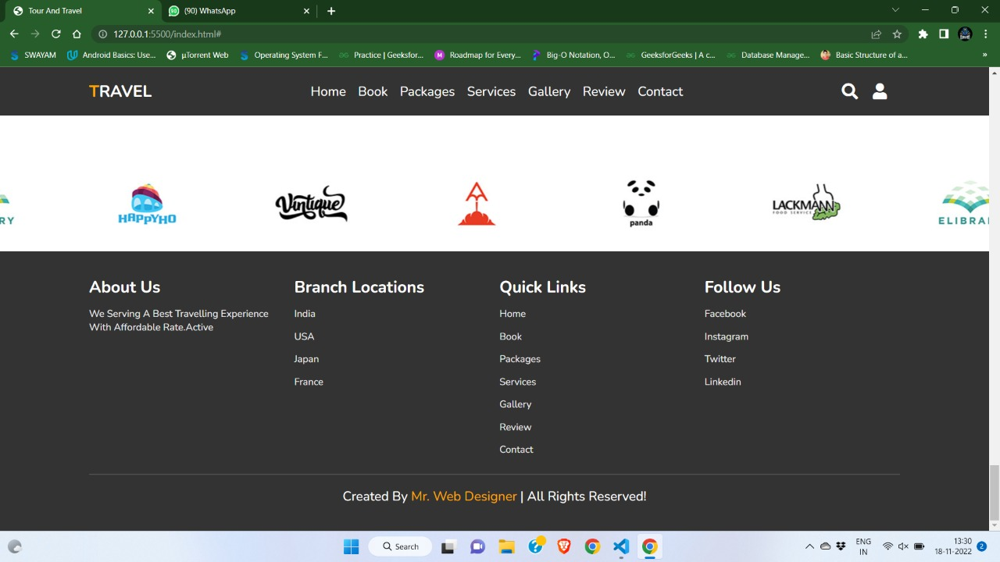 Tour And Travel
(90) WhatsApp
127.0.0.1:5500/index.html#
SWAYAM
Android Basics: Use...
µTorrent Web
Operating System F...
Practice | Geeksfor...
Roadmap for Every...
Big-O Notation, O...
GeeksforGeeks | A c...
Database Manage...
Basic Structure of a...
»
TRAVEL
Home
Book
Packages
Services
Gallery
Review
Contact
RY
HAPPYHO
Vintique
panda
LACKMANN
FOOD SERVICE
ELIBRA
About Us
We Serving A Best Travelling Experience
With Affordable Rate.Active
Branch Locations
India
USA
Japan
France
Quick Links
Home
Book
Packages
Services
Gallery
Review
Contact
Follow Us
Facebook
Instagram
Twitter
Linkedin
Created By Mr. Web Designer | All Rights Reserved!
Search
ENG
IN
13:30
18-11-2022
2